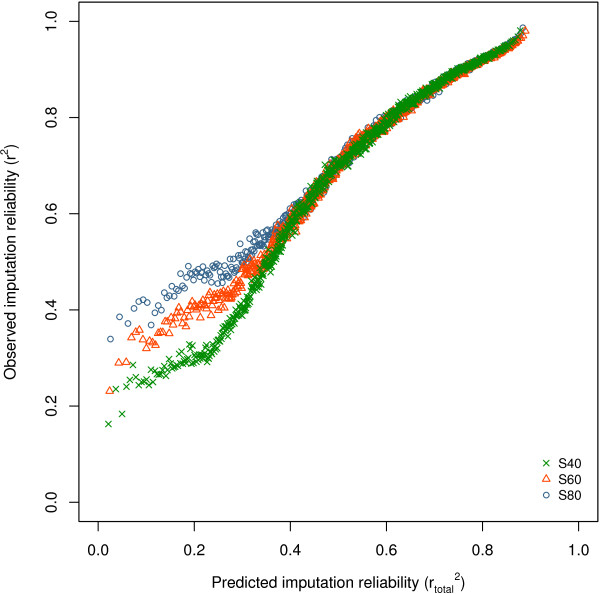 1.0
0.8
0.6
0.4
0.2
0.0
Observed imputation reliability (r²)
0.0 0.2 0.4 0.6 0.8 1.0
Predicted imputation reliability (rtotal²)
S40
S60
S80